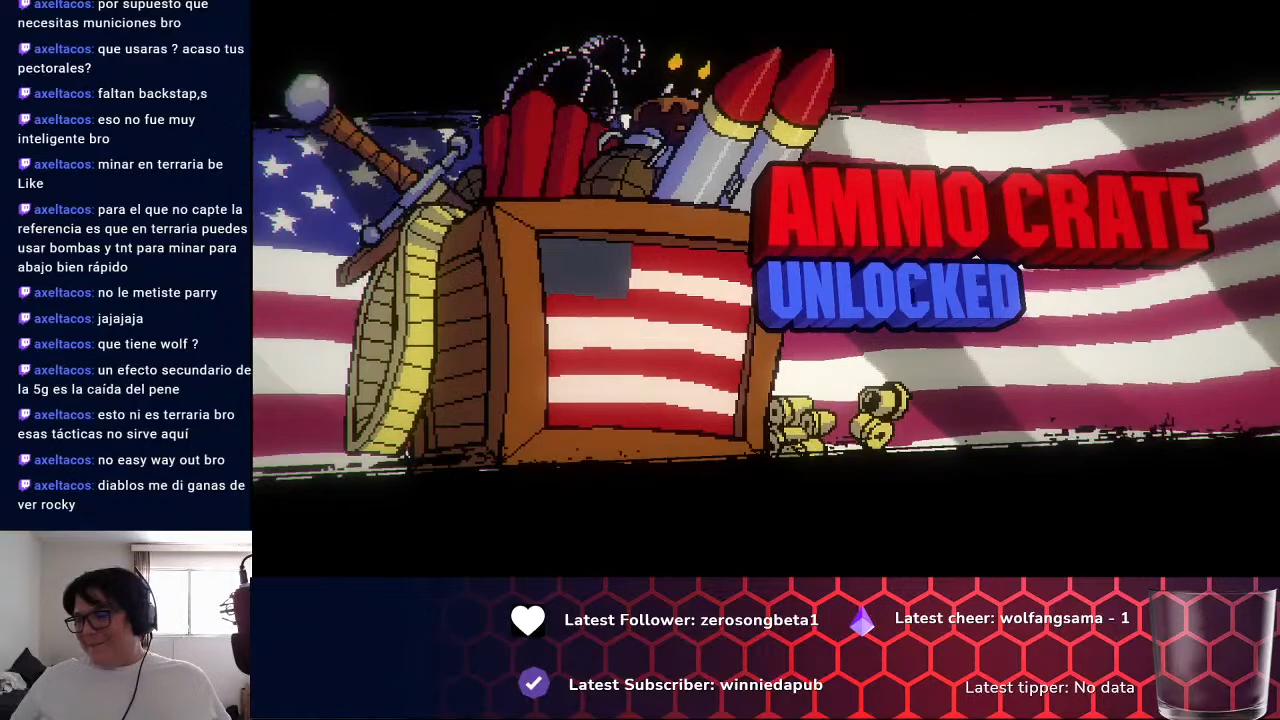 axeltacos: por supuesto que
necesitas municiones bro
axeltacos: que usaras ? acaso tus
pectorales?
axeltacos: faltan backstap,s
axeltacos: eso no fue muy
inteligente bro
axeltacos: minar en terraria be
Like
axeltacos: para el que no capte la
referencia es que en terraria puedes
usar bombas y tnt para minar para
abajo bien rápido
axeltacos: no le metiste parry
axeltacos: jajajaja
axeltacos: que tiene wolf ?
axeltacos: un efecto secundario de
la 5g es la caída del pene
axeltacos: esto ni es terraria bro
esas tácticas no sirve aquí
axeltacos: no easy way out bro
axeltacos: diablos me di ganas de
ver rocky
AMMO CRATE
UNLOCKED
Latest Follower: zerosongbeta1
Latest cheer: wolfangsama - 1
Latest Subscriber: winniedapub
Latest tipper: No data